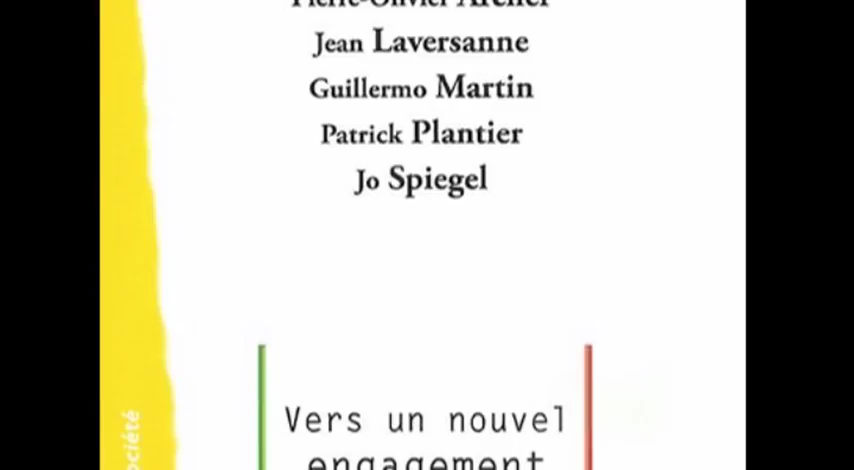 Jean Laversanne
Guillermo Martin
Patrick Plantier
Jo Spiegel
Vers un nouvel
engagement